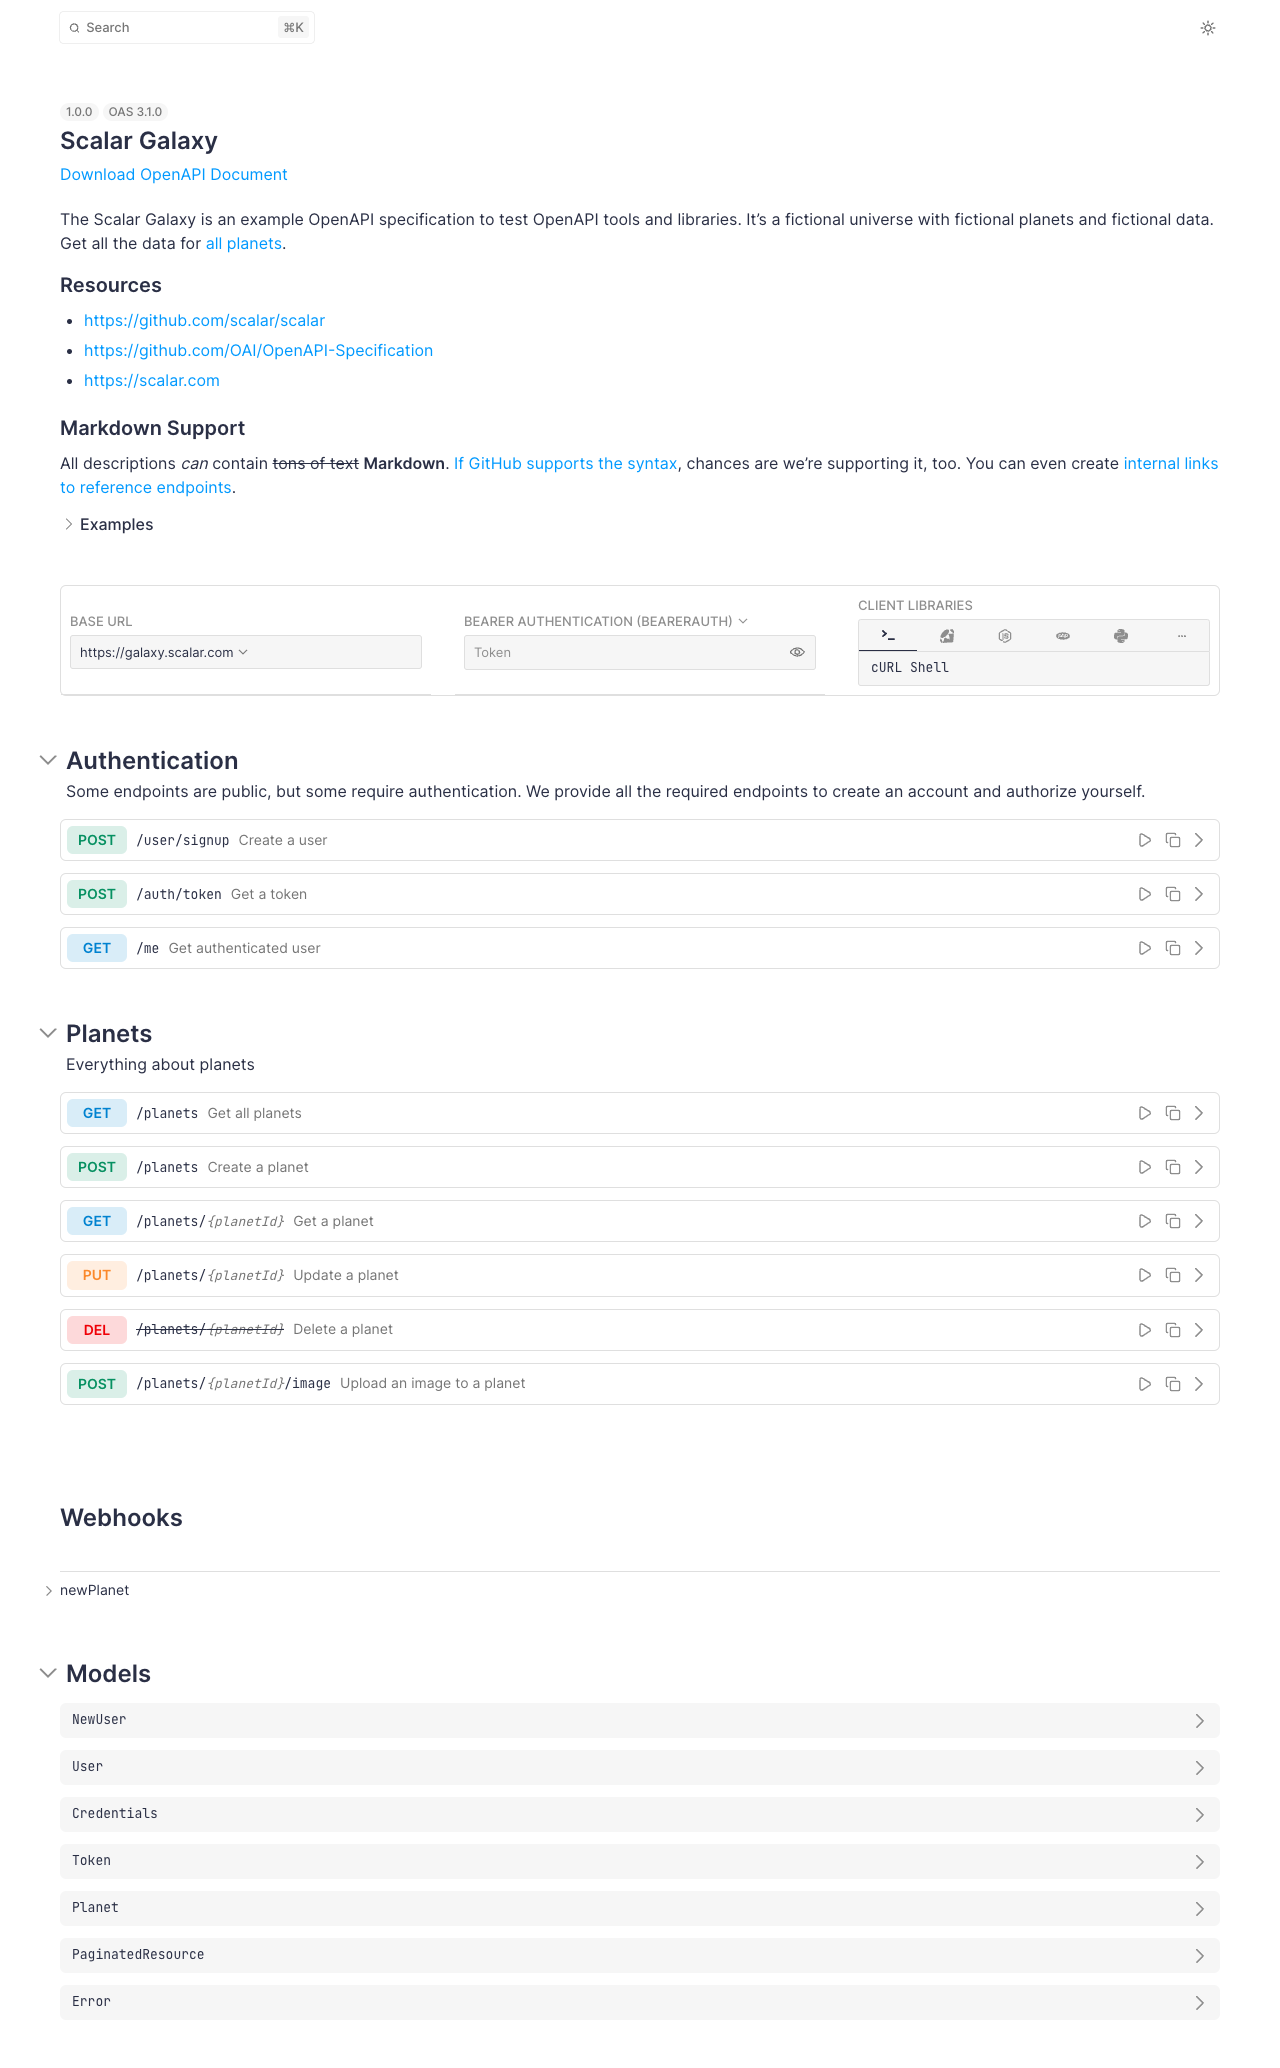 Search ⌘K
1.0.0 OAS 3.1.0
Scalar Galaxy
Download OpenAPI Document
The Scalar Galaxy is an example OpenAPI specification to test OpenAPI tools and libraries. It’s a fictional universe with fictional planets and fictional data.
Get all the data for all planets.
Resources
• https://github.com/scalar/scalar
• https://github.com/OAI/OpenAPI-Specification
• https://scalar.com
Markdown Support
All descriptions can contain tons of text Markdown. If GitHub supports the syntax, chances are we’re supporting it, too. You can even create internal links
to reference endpoints.
Examples
BASE URL
https://galaxy.scalar.com
BEARER AUTHENTICATION (BEARERAUTH)
Token
CLIENT LIBRARIES
cURL Shell
Authentication
Some endpoints are public, but some require authentication. We provide all the required endpoints to create an account and authorize yourself.
POST /user/signup Create a user
POST /auth/token Get a token
GET /me Get authenticated user
Planets
Everything about planets
GET /planets Get all planets
POST /planets Create a planet
GET /planets/{planetId} Get a planet
PUT /planets/{planetId} Update a planet
DEL /planets/{planetId} Delete a planet
POST /planets/{planetId}/image Upload an image to a planet
Webhooks
newPlanet
Models
NewUser
User
Credentials
Token
Planet
PaginatedResource
Error